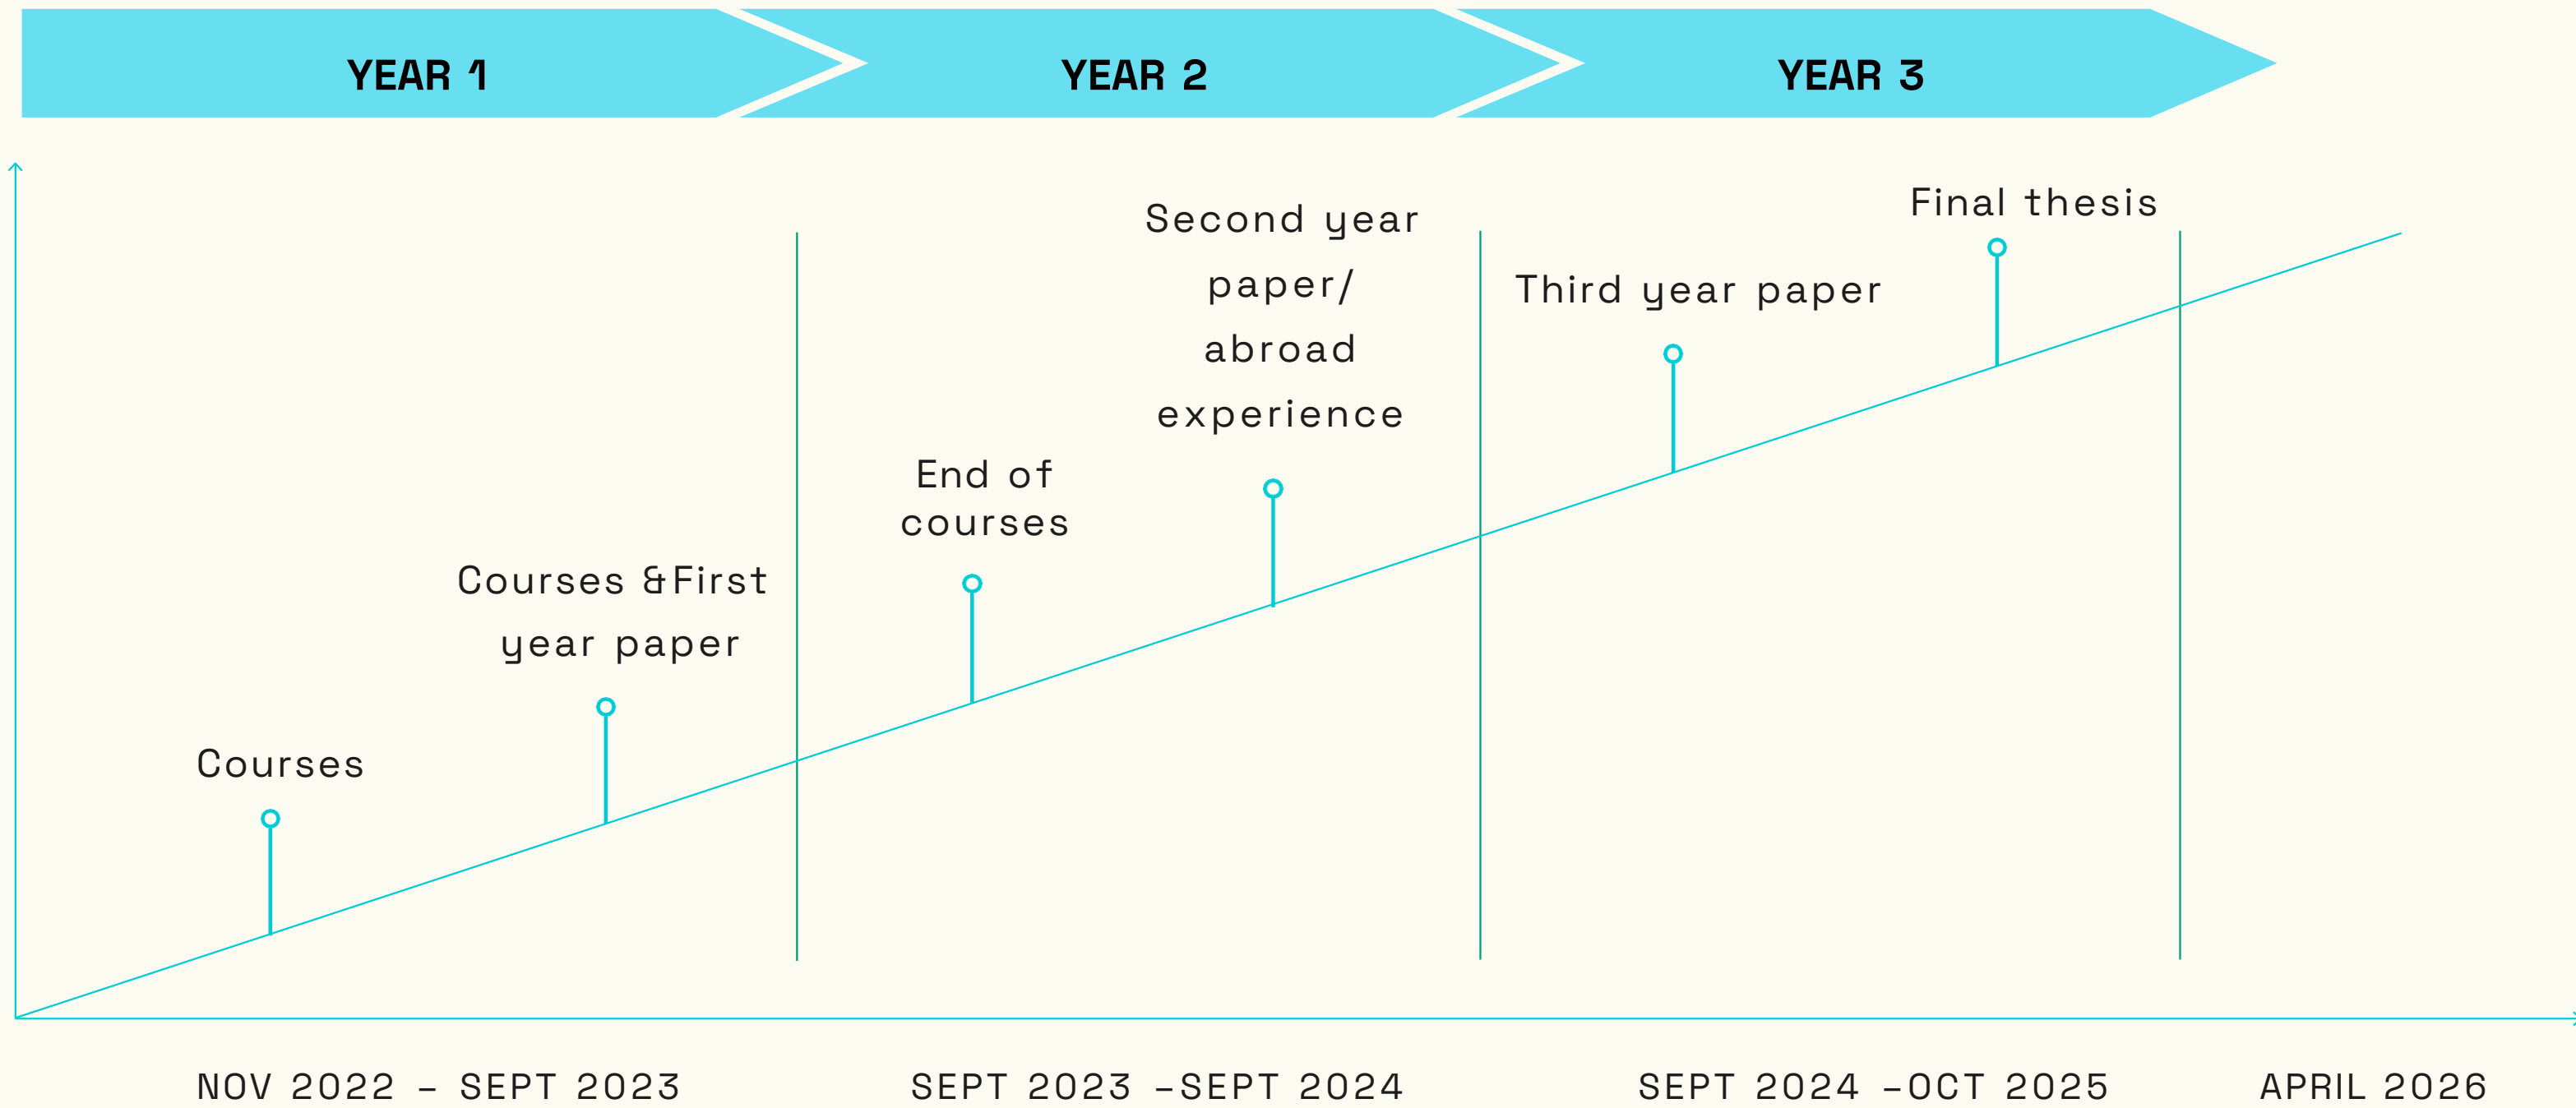 YEAR 1
YEAR 2
YEAR 3
Final thesis
Second year
paper/
abroad
experience
Third year paper
End of
courses
Courses &First
year paper
Courses
NOV 2022 – SEPT 2023
SEPT 2023 –SEPT 2024
SEPT 2024 –OCT 2025
APRIL 2026